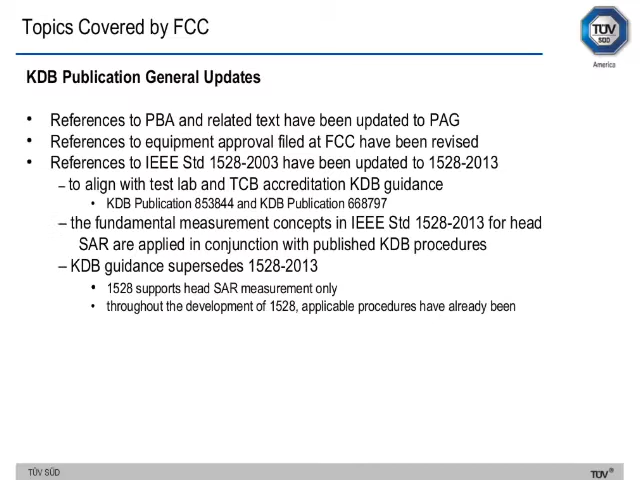 Topics Covered by FCC
TÜV
SÜD
America
KDB Publication General Updates
• References to PBA and related text have been updated to PAG
• References to equipment approval filed at FCC have been revised
• References to IEEE Std 1528-2003 have been updated to 1528-2013
– to align with test lab and TCB accreditation KDB guidance
• KDB Publication 853844 and KDB Publication 668797
– the fundamental measurement concepts in IEEE Std 1528-2013 for head
SAR are applied in conjunction with published KDB procedures
– KDB guidance supersedes 1528-2013
• 1528 supports head SAR measurement only
• throughout the development of 1528, applicable procedures have already been
TÜV SÜD
TÜV®